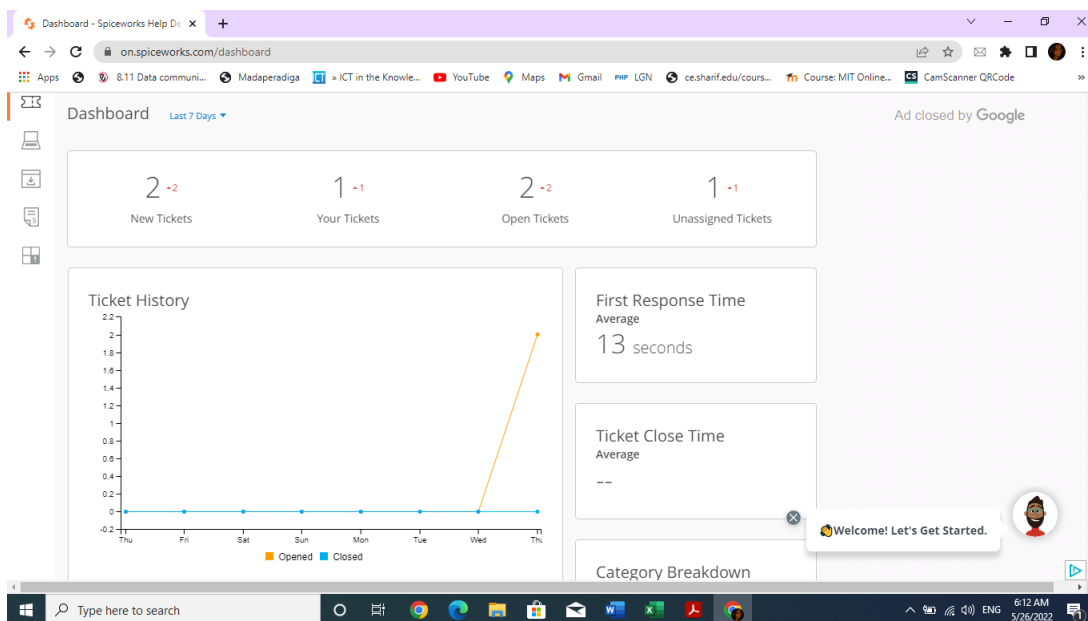 Dashboard - Spiceworks Help De
on.spiceworks.com/dashboard
Apps 8.11 Data communi... Madaperadiga » ICT in the Knowle... YouTube Maps Gmail LGN ce.sharif.edu/cours... Course: MIT Online... CamScanner QRCode »
Dashboard Last 7 Days
Ad closed by Google
2 2 1 1 2 2 1 1
New Tickets Your Tickets Open Tickets Unassigned Tickets
Ticket History
2.2
2
1.8
1.6
1.4
1.2
1
0.8
0.6
0.4
0.2
0
-0.2
Thu Fri Sat Sun Mon Tue Wed Thu
Opened Closed
First Response Time
Average
13 seconds
Ticket Close Time
Average
--
Welcome! Let's Get Started.
Category Breakdown
Type here to search
ENG
6:12 AM
5/26/2022